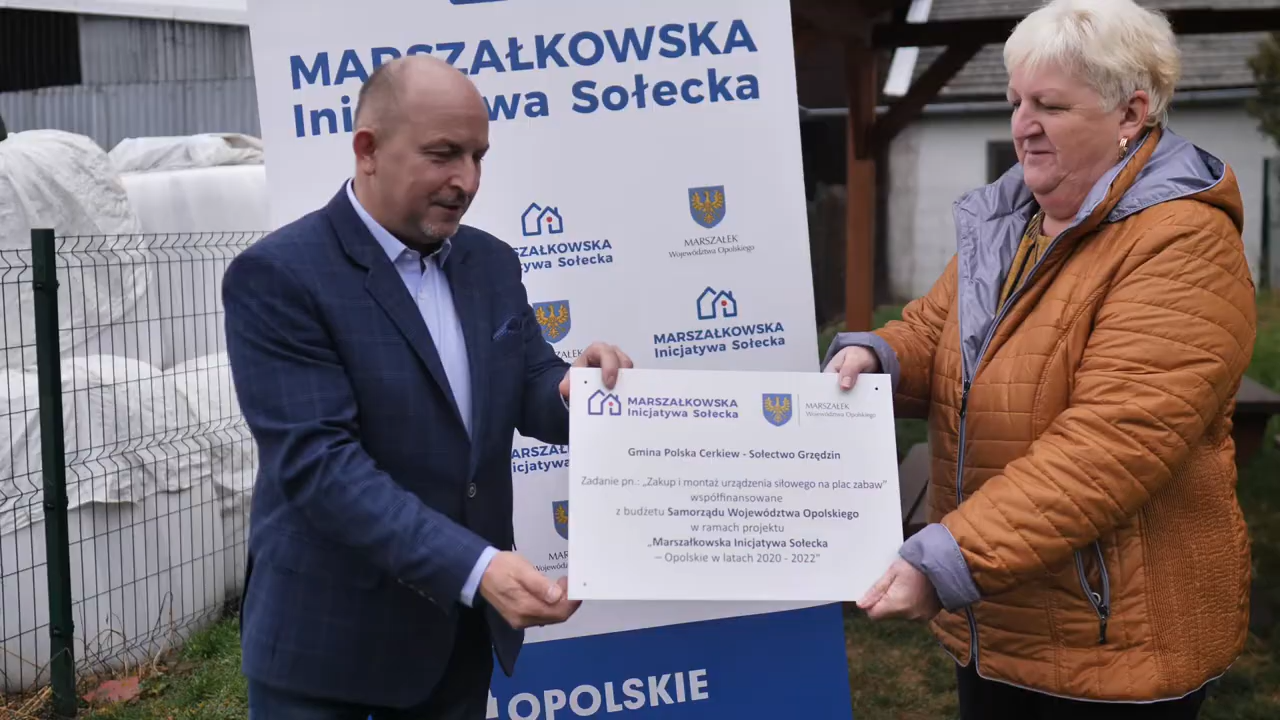 MARSZAŁKOWSKA
Inicjatywa Sołecka
MARSZAŁKOWSKA
Inicjatywa Sołecka
MARSZAŁEK
Województwa Opolskiego
MARSZAŁKOWSKA
Inicjatywa Sołecka
MARSZAŁKOWSKA
Inicjatywa Sołecka
MARSZAŁEK
Województwa Opolskiego
Gmina Polska Cerkiew - Sołectwo Grzędzin
Zadanie pn.: „Zakup i montaż urządzenia siłowego na plac zabaw”
współfinansowane
z budżetu Samorządu Województwa Opolskiego
w ramach projektu
„Marszałkowska Inicjatywa Sołecka
– Opolskie w latach 2020 - 2022”
OPOLSKIE